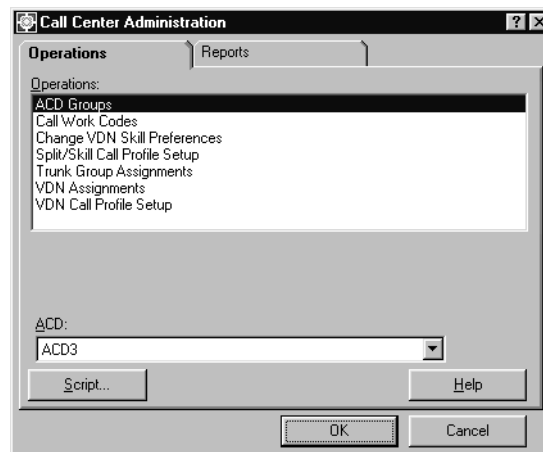 Call Center Administration
Operations
Reports
Operations:
ACD Groups
Call Work Codes
Change VDN Skill Preferences
Split/Skill Call Profile Setup
Trunk Group Assignments
VDN Assignments
VDN Call Profile Setup
ACD:
ACD3
Script...
Help
OK
Cancel